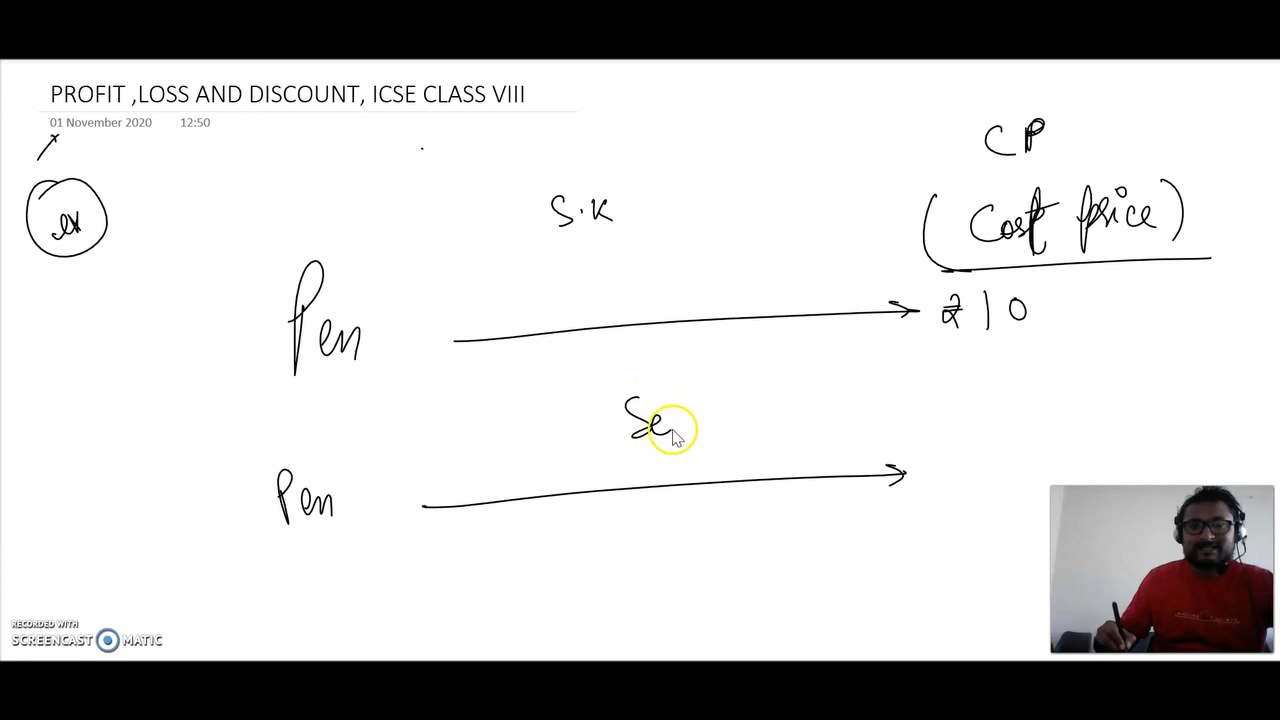 PROFIT ,LOSS AND DISCOUNT, ICSE CLASS VIII
01 November 2020 12:50
CP
ex
S.K
(Cost price)
Pen
₹ 10
Se
Pen
RECORDED WITH
SCREENCAST MATIC